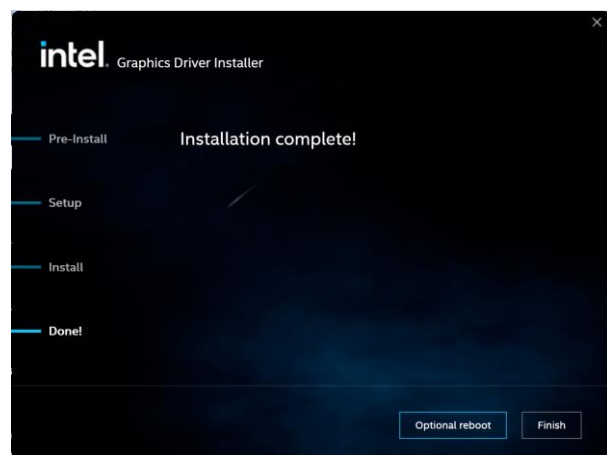 intel. Graphics Driver Installer
Pre-Install
Installation complete!
Setup
Install
Done!
Optional reboot
Finish